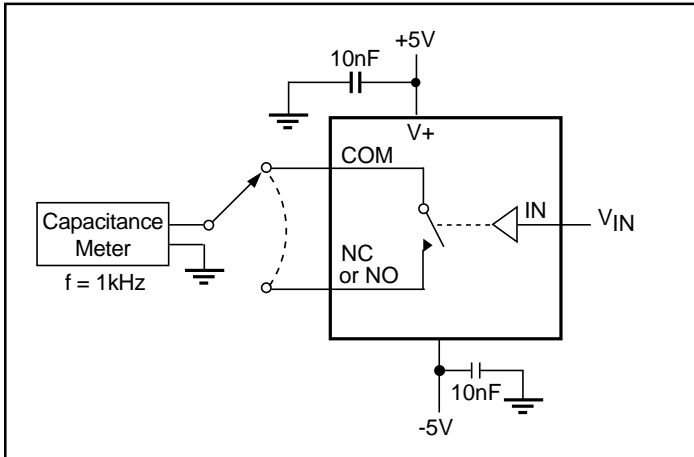 +5V
10nF
V+
COM
Capacitance
Meter
f = 1kHz
IN
VIN
NC
or NO
10nF
-5V